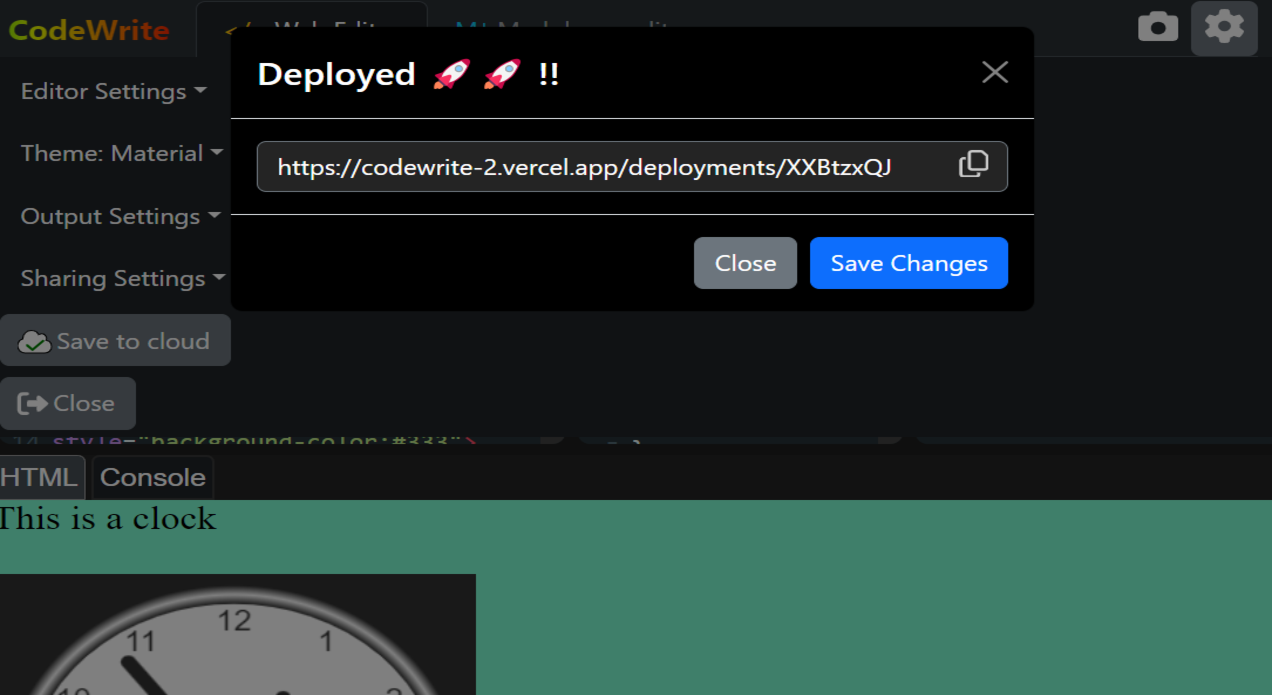 CodeWrite
Deployed 🚀 🚀 !!
Editor Settings
https://codewrite-2.vercel.app/deployments/XXBtzxQJ
Theme: Material
Output Settings
Close Save Changes
Sharing Settings
Save to cloud
Close
14 style="background-color:#333">
HTML Console
This is a clock
12
11 1
10 2